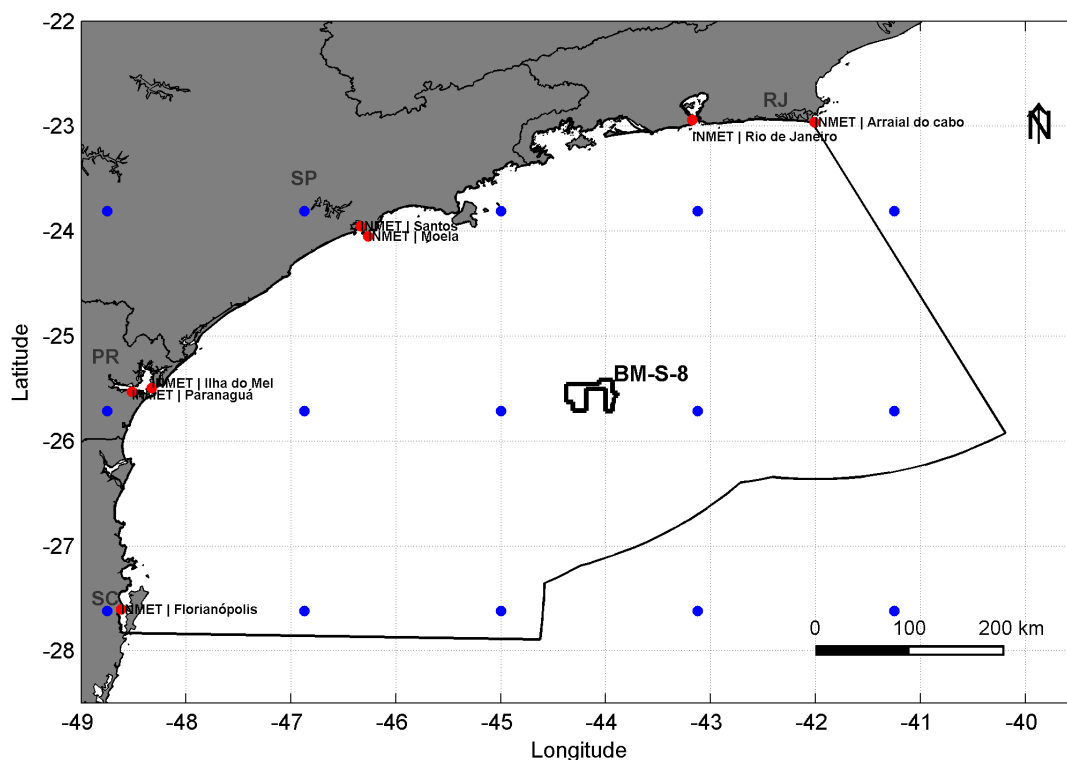 -22
-23
-24
-25
-26
-27
-28
Latitude
RJ
N
INMET | Arraial do cabo
INMET | Rio de Janeiro
SP
INMET | Santos
INMET | Moela
PR
INMET | Ilha do Mel
INMET | Paranaguá
BM-S-8
SC
INMET | Florianópolis
0 100 200 km
-49 -48 -47 -46 -45 -44 -43 -42 -41 -40
Longitude